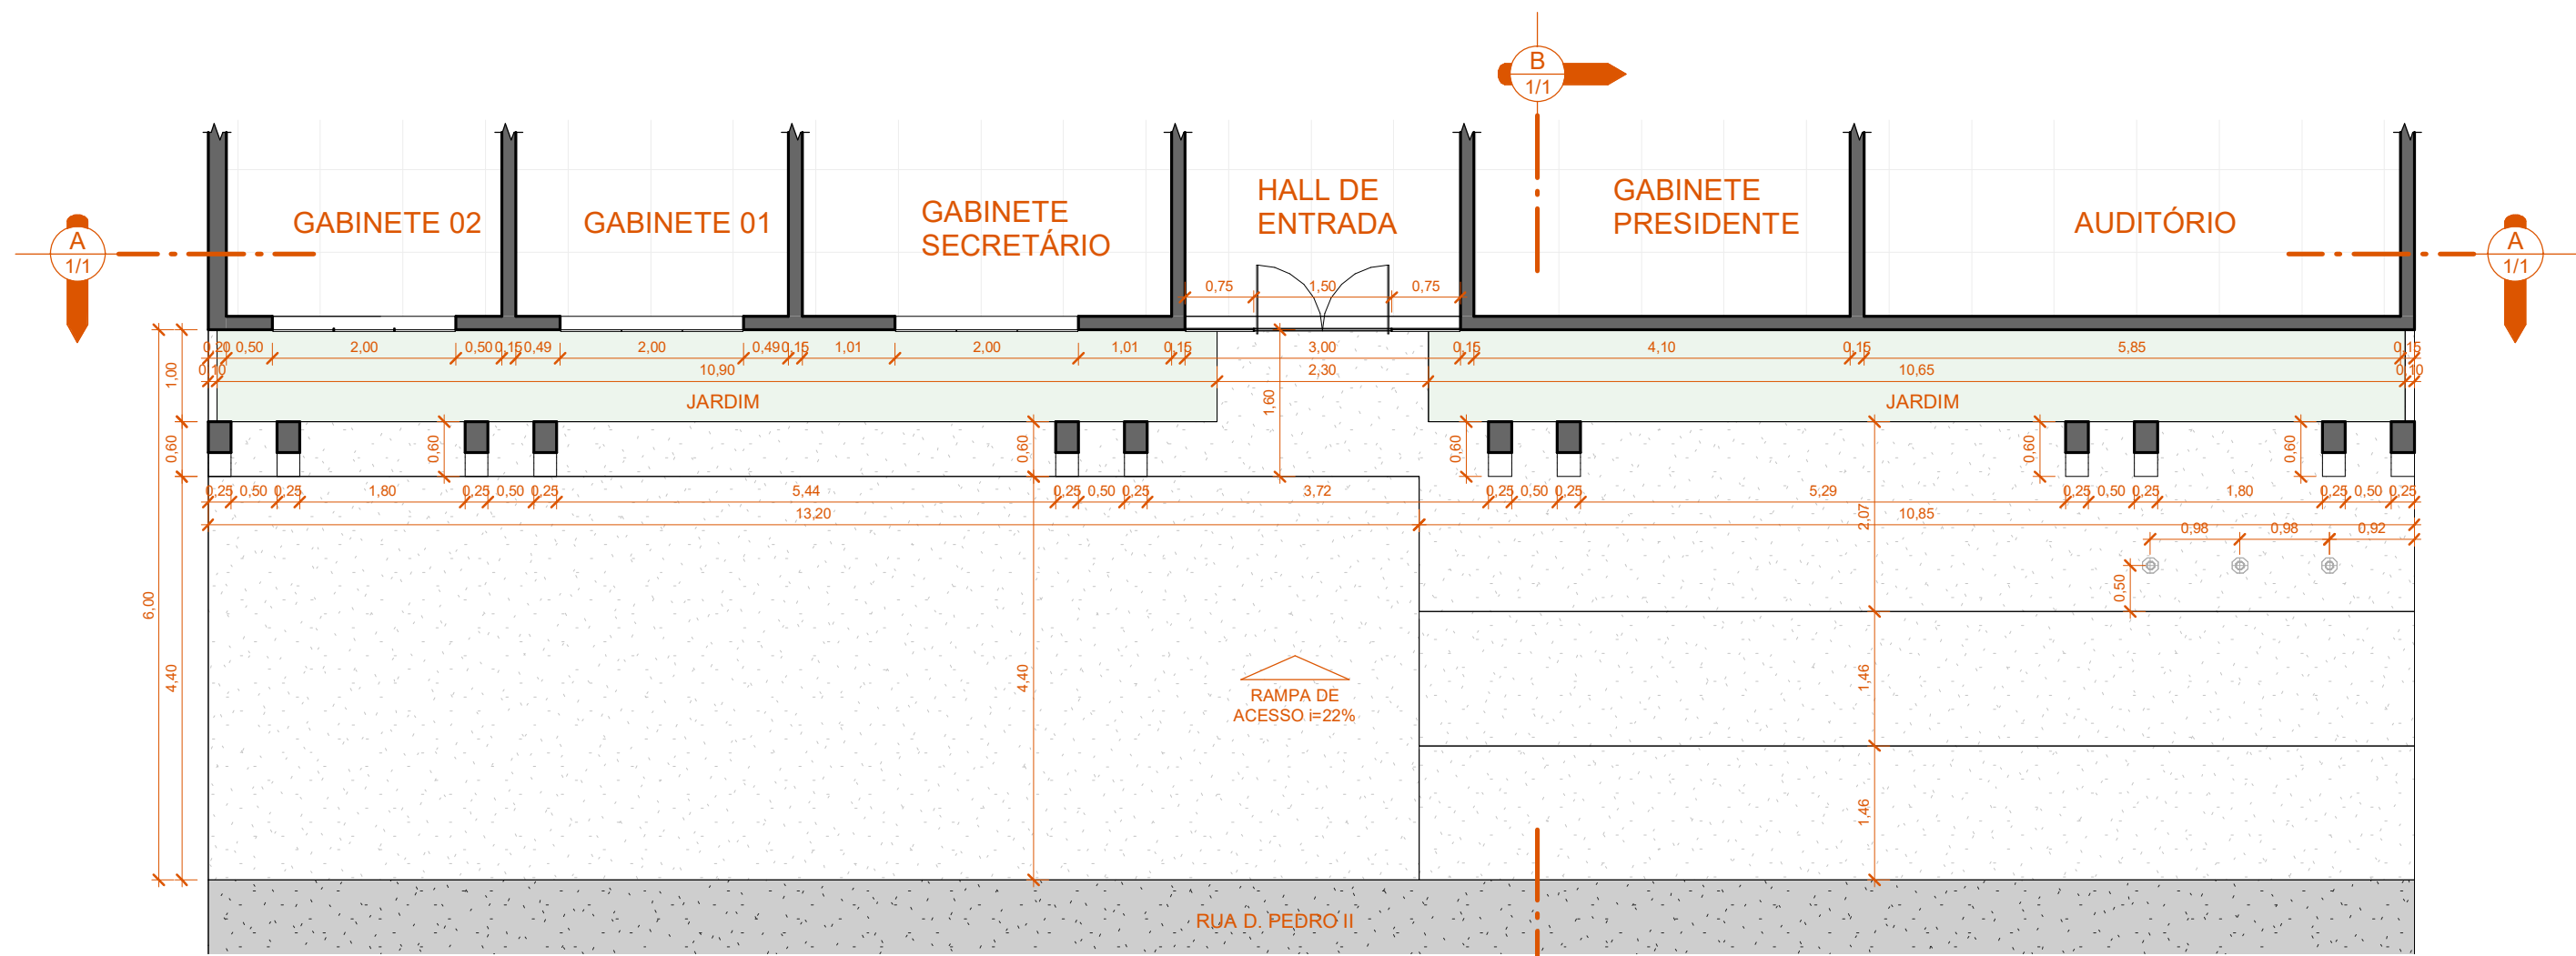 B
1/1
HALL DE
ENTRADA
GABINETE
PRESIDENTE
GABINETE
SECRETÁRIO
GABINETE 02
GABINETE 01
AUDITÓRIO
A
1/1
A
1/1
0,75 1,50 0,75
0,20 0,50 2,00 0,50 0,15 0,49 2,00 0,49 0,15 1,01 2,00 1,01 0,15 3,00 0,15 4,10 0,15 5,85 0,15
0,10 10,90 2,30 10,65 0,10
1,00
JARDIM
JARDIM
1,60
0,60
0,60
0,60
0,60
0,60
0,60
0,25 0,50 0,25 1,80 0,25 0,50 0,25 5,44 0,25 0,50 0,25 3,72 0,25 0,50 0,25 5,29 0,25 0,50 0,25 1,80 0,25 0,50 0,25
13,20 10,85
2,07
0,98 0,98 0,92
0,50
6,00
4,40
4,40
1,46
RAMPA DE
ACESSO i=22%
1,46
RUA D. PEDRO II